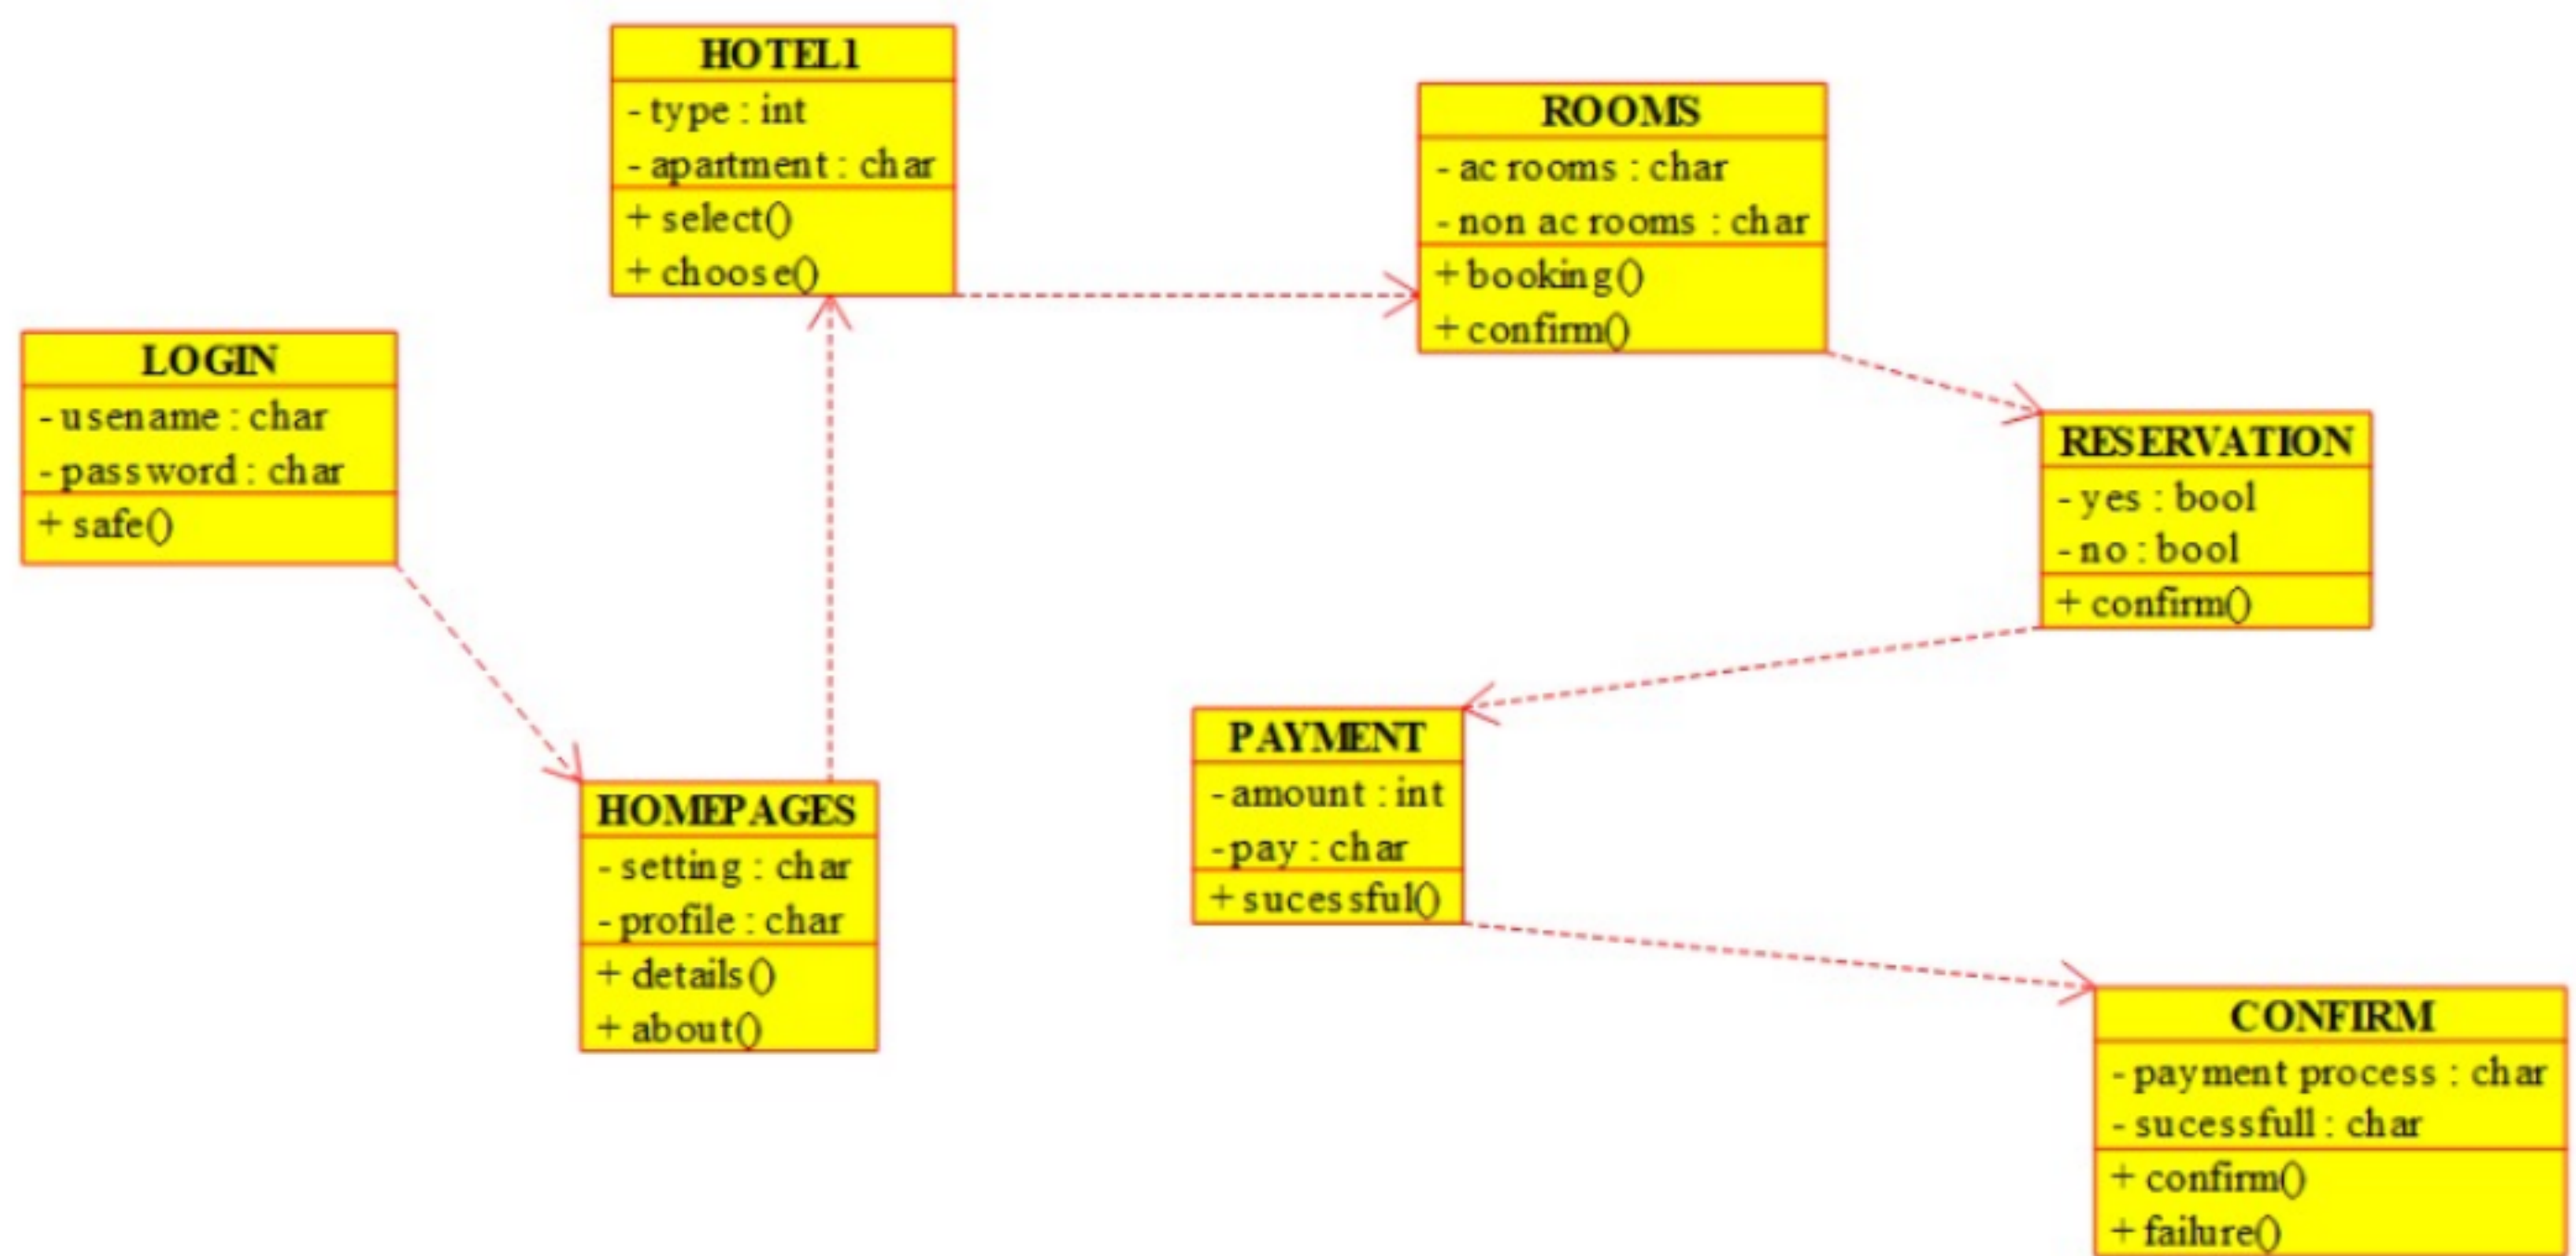 HOTEL1
- type : int
- apartment : char
+ select()
+ choose()
ROOMS
- ac rooms : char
- non ac rooms : char
+ booking()
+ confirm()
LOGIN
- usename : char
- password : char
+ safe()
RESERVATION
- yes : bool
- no : bool
+ confirm()
PAYMENT
- amount : int
- pay : char
+ sucessful()
HOMEPAGES
- setting : char
- profile : char
+ details()
+ about()
CONFIRM
- payment process : char
- sucessfull : char
+ confirm()
+ failure()